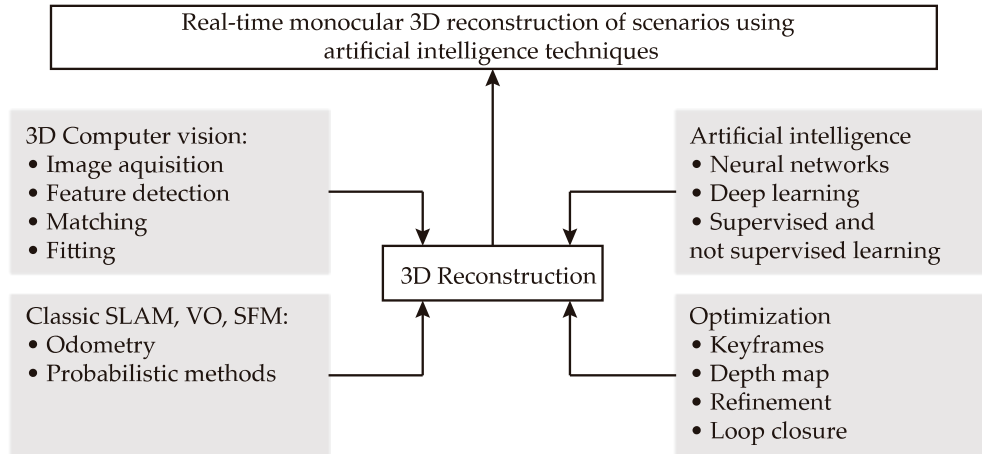 Real-time monocular 3D reconstruction of scenarios using
artificial intelligence techniques
3D Computer vision:
• Image aquisition
• Feature detection
• Matching
• Fitting
Artificial intelligence
• Neural networks
• Deep learning
• Supervised and
not supervised learning
3D Reconstruction
Classic SLAM, VO, SFM:
• Odometry
• Probabilistic methods
Optimization
• Keyframes
• Depth map
• Refinement
• Loop closure